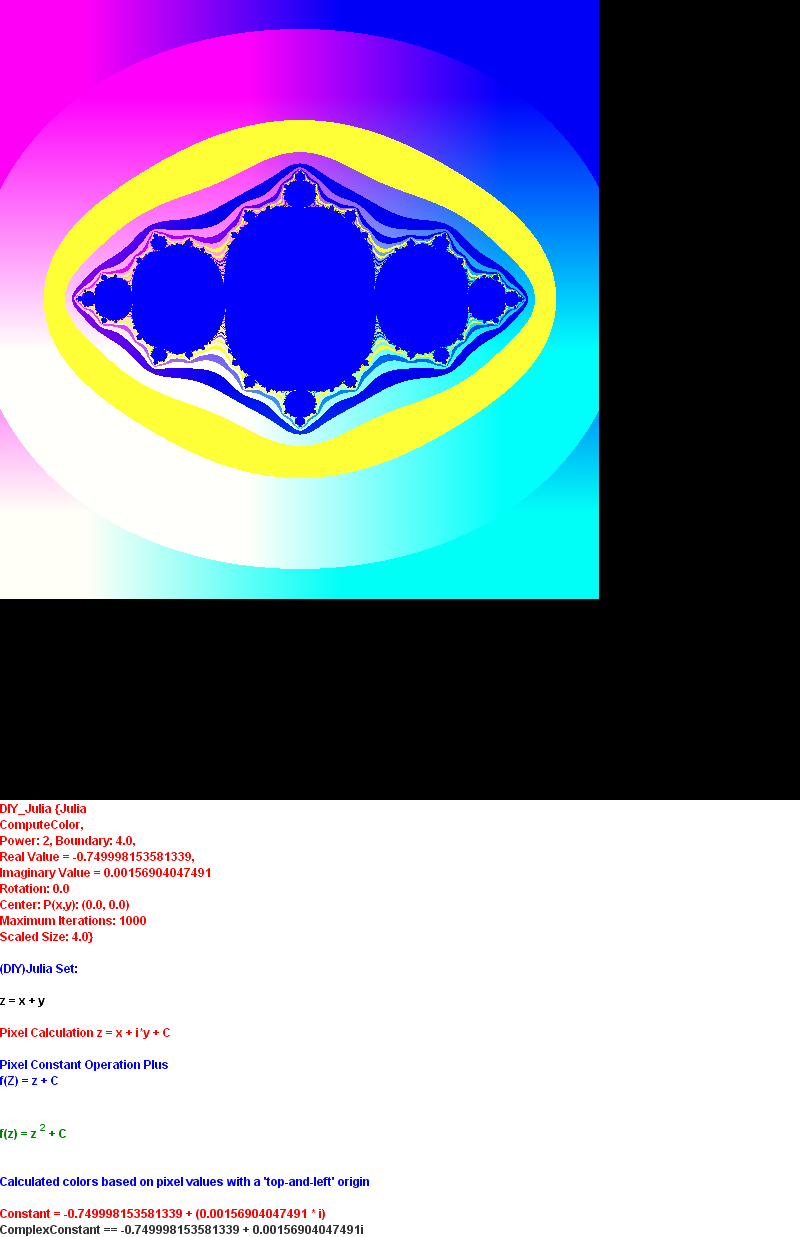 DIY_Julia {Julia
ComputeColor,
Power: 2, Boundary: 4.0,
Real Value = -0.749998153581339,
Imaginary Value = 0.00156904047491
Rotation: 0.0
Center: P(x,y): (0.0, 0.0)
Maximum Iterations: 1000
Scaled Size: 4.0}
(DIY)Julia Set:
z = x + y
Pixel Calculation z = x + i*y + C
Pixel Constant Operation Plus
f(Z) = z + C
f(z) = z 2 + C
Calculated colors based on pixel values with a 'top-and-left' origin
Constant = -0.749998153581339 + (0.00156904047491 * i)
ComplexConstant == -0.749998153581339 + 0.00156904047491i